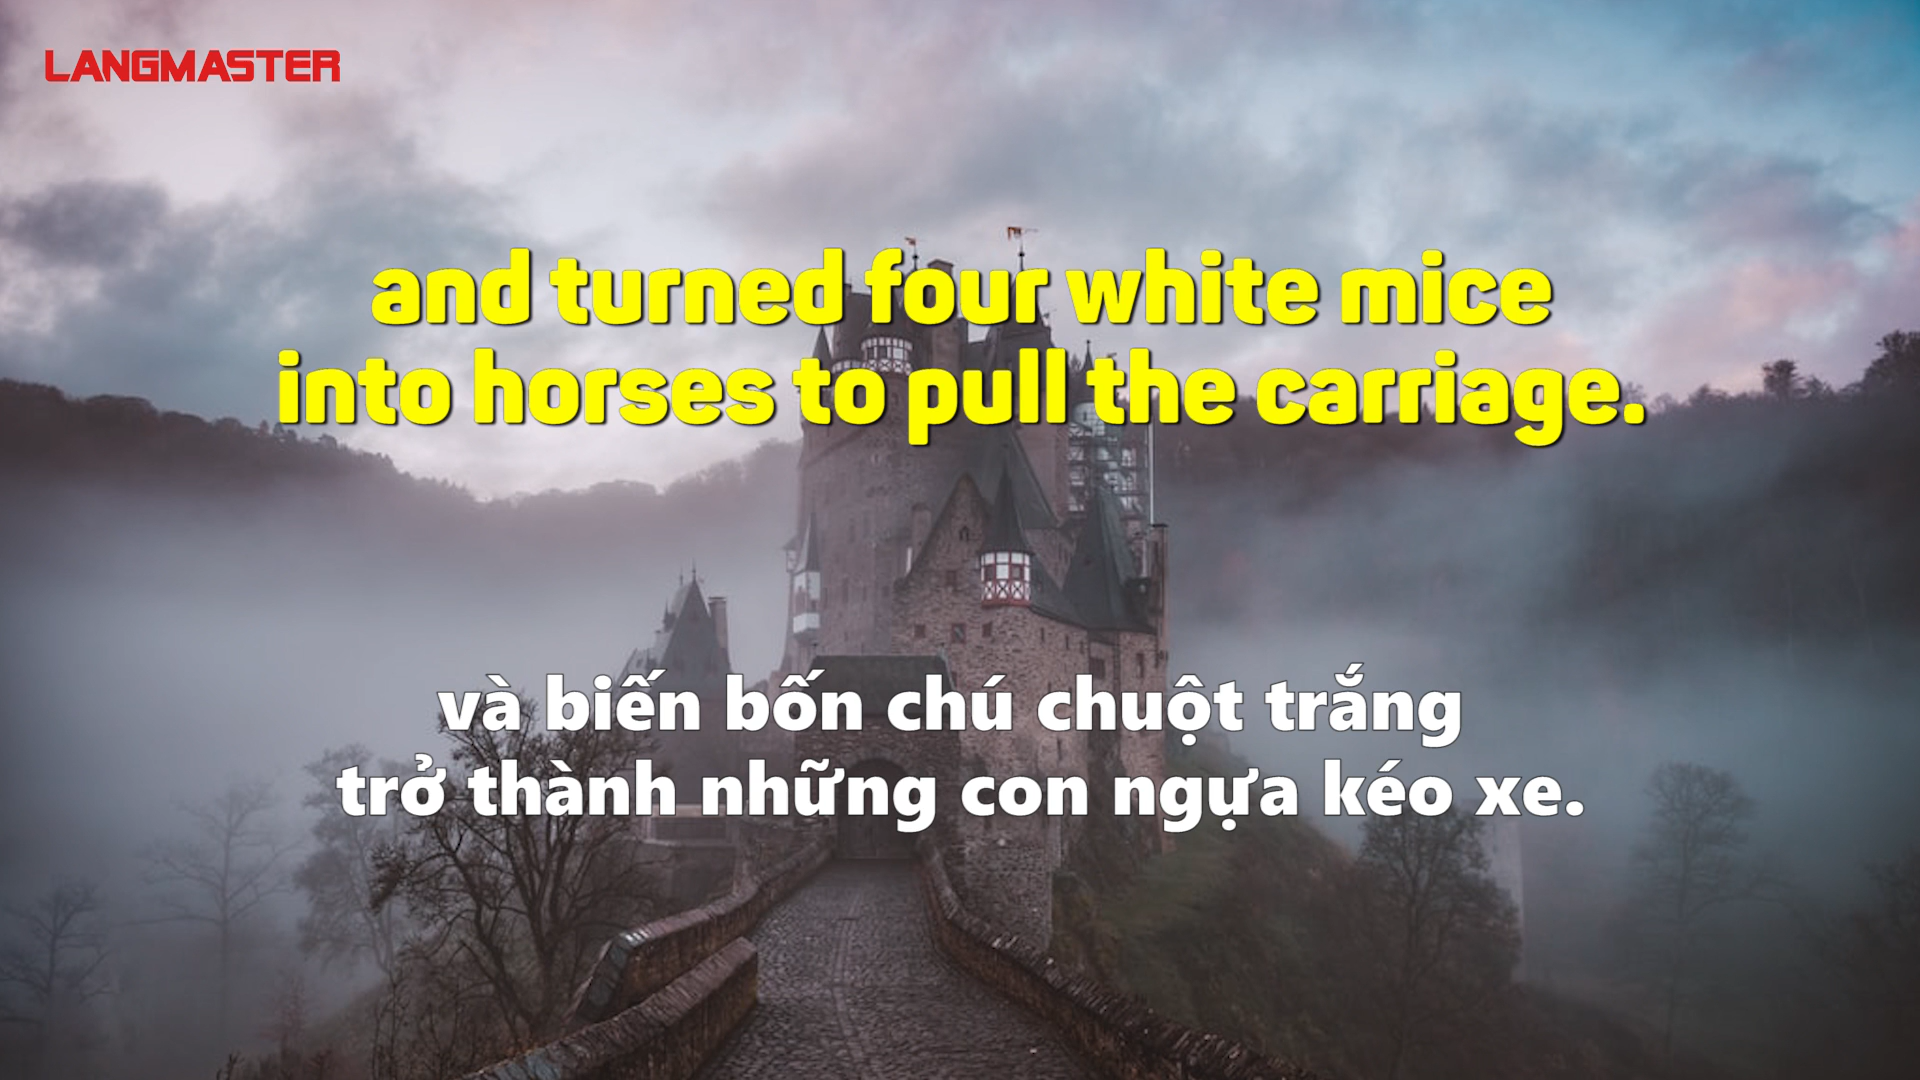 LANGMASTER
and turned four white mice
into horses to pull the carriage.
và biến bốn chú chuột trắng
trở thành những con ngựa kéo xe.